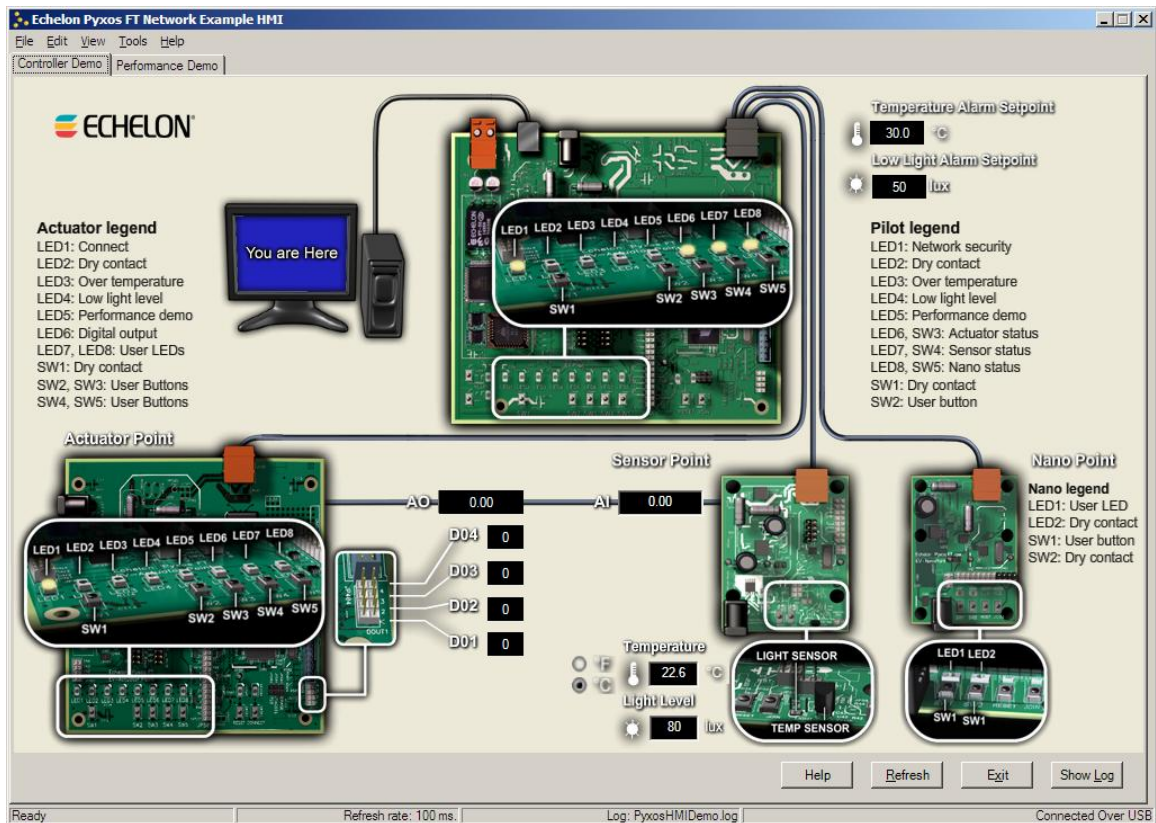 Echelon Pyxos FT Network Example HMI
File Edit View Tools Help
Controller Demo Performance Demo
ECHELON
You are Here
Temperature Alarm Setpoint
30.0 °C
Low Light Alarm Setpoint
50 lux
Actuator legend
LED1: Connect
LED2: Dry contact
LED3: Over temperature
LED4: Low light level
LED5: Performance demo
LED6: Digital output
LED7, LED8: User LEDs
SW1: Dry contact
SW2, SW3: User Buttons
SW4, SW5: User Buttons
LED1 LED2 LED3 LED4 LED5 LED6 LED7 LED8
SW1 SW2 SW3 SW4 SW5
Pilot legend
LED1: Network security
LED2: Dry contact
LED3: Over temperature
LED4: Low light level
LED5: Performance demo
LED6, SW3: Actuator status
LED7, SW4: Sensor status
LED8, SW5: Nano status
SW1: Dry contact
SW2: User button
Actuator Point
LED1 LED2 LED3 LED4 LED5 LED6 LED7 LED8
SW1 SW2 SW3 SW4 SW5
AO 0.00
AI 0.00
DO4 0
DO3 0
DO2 0
DO1 0
DOUT1
Sensor Point
°F
°C
Temperature
22.6 °C
Light Level
80 lux
LIGHT SENSOR
TEMP SENSOR
Nano Point
Nano legend
LED1: User LED
LED2: Dry contact
SW1: User button
SW2: Dry contact
LED1 LED2
SW1 SW1
Help Refresh Exit Show Log
Ready Refresh rate: 100 ms. Log: PyxosHMIDemo.log Connected Over USB